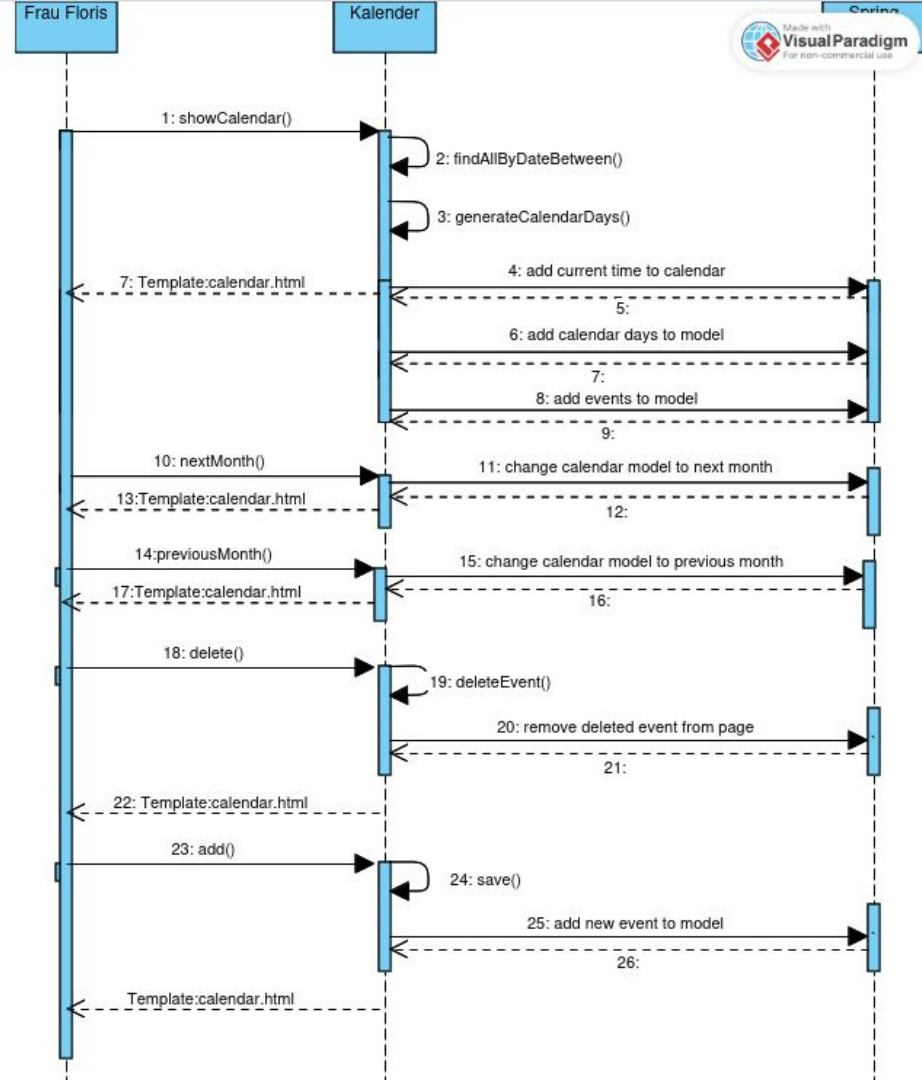 Frau Floris
Kalender
Spring
Made with
VisualParadigm
For non-commercial use
1: showCalendar()
2: findAllByDateBetween()
3: generateCalendarDays()
4: add current time to calendar
7: Template:calendar.html
5:
6: add calendar days to model
7:
8: add events to model
9:
10: nextMonth()
11: change calendar model to next month
13:Template:calendar.html
12:
14:previousMonth()
15: change calendar model to previous month
17:Template:calendar.html
16:
18: delete()
19: deleteEvent()
20: remove deleted event from page
21:
22: Template:calendar.html
23: add()
24: save()
25: add new event to model
26:
Template:calendar.html